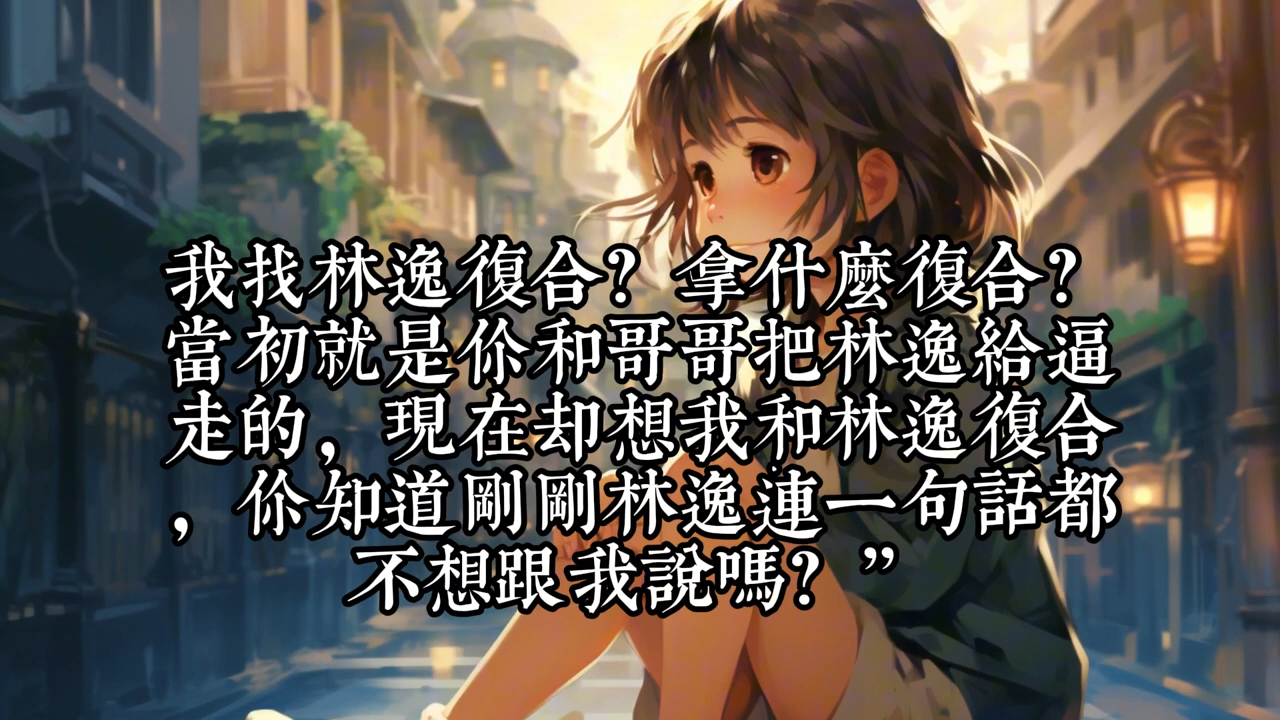 我找林逸復合？拿什麼復合？
當初就是你和哥哥把林逸給逼
走的，現在却想我和林逸復合
，你知道剛剛林逸連一句話都
不想跟我說嗎？”